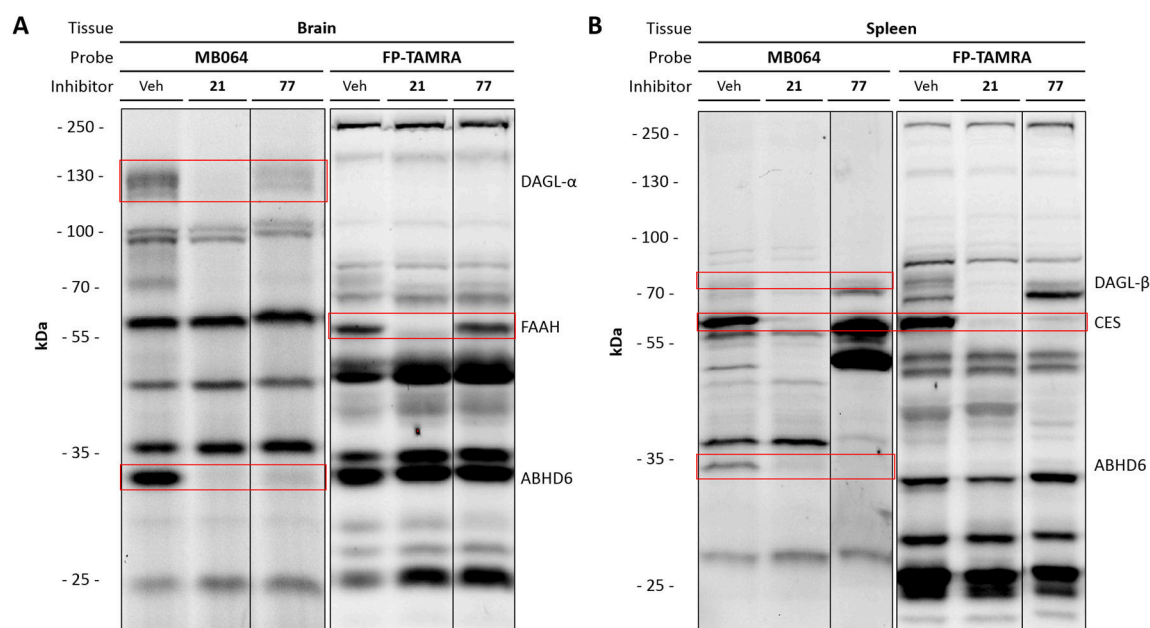 A
Tissue Brain
Probe MB064 FP-TAMRA
Inhibitor Veh 21 77 Veh 21 77
kDa
- 250 -
- 130 -
- 100 -
- 70 -
- 55 -
- 35 -
- 25 -
DAGL-α
FAAH
ABHD6
B
Tissue Spleen
Probe MB064 FP-TAMRA
Inhibitor Veh 21 77 Veh 21 77
kDa
- 250 -
- 130 -
- 100 -
- 70 -
- 55 -
- 35 -
- 25 -
DAGL-β
CES
ABHD6